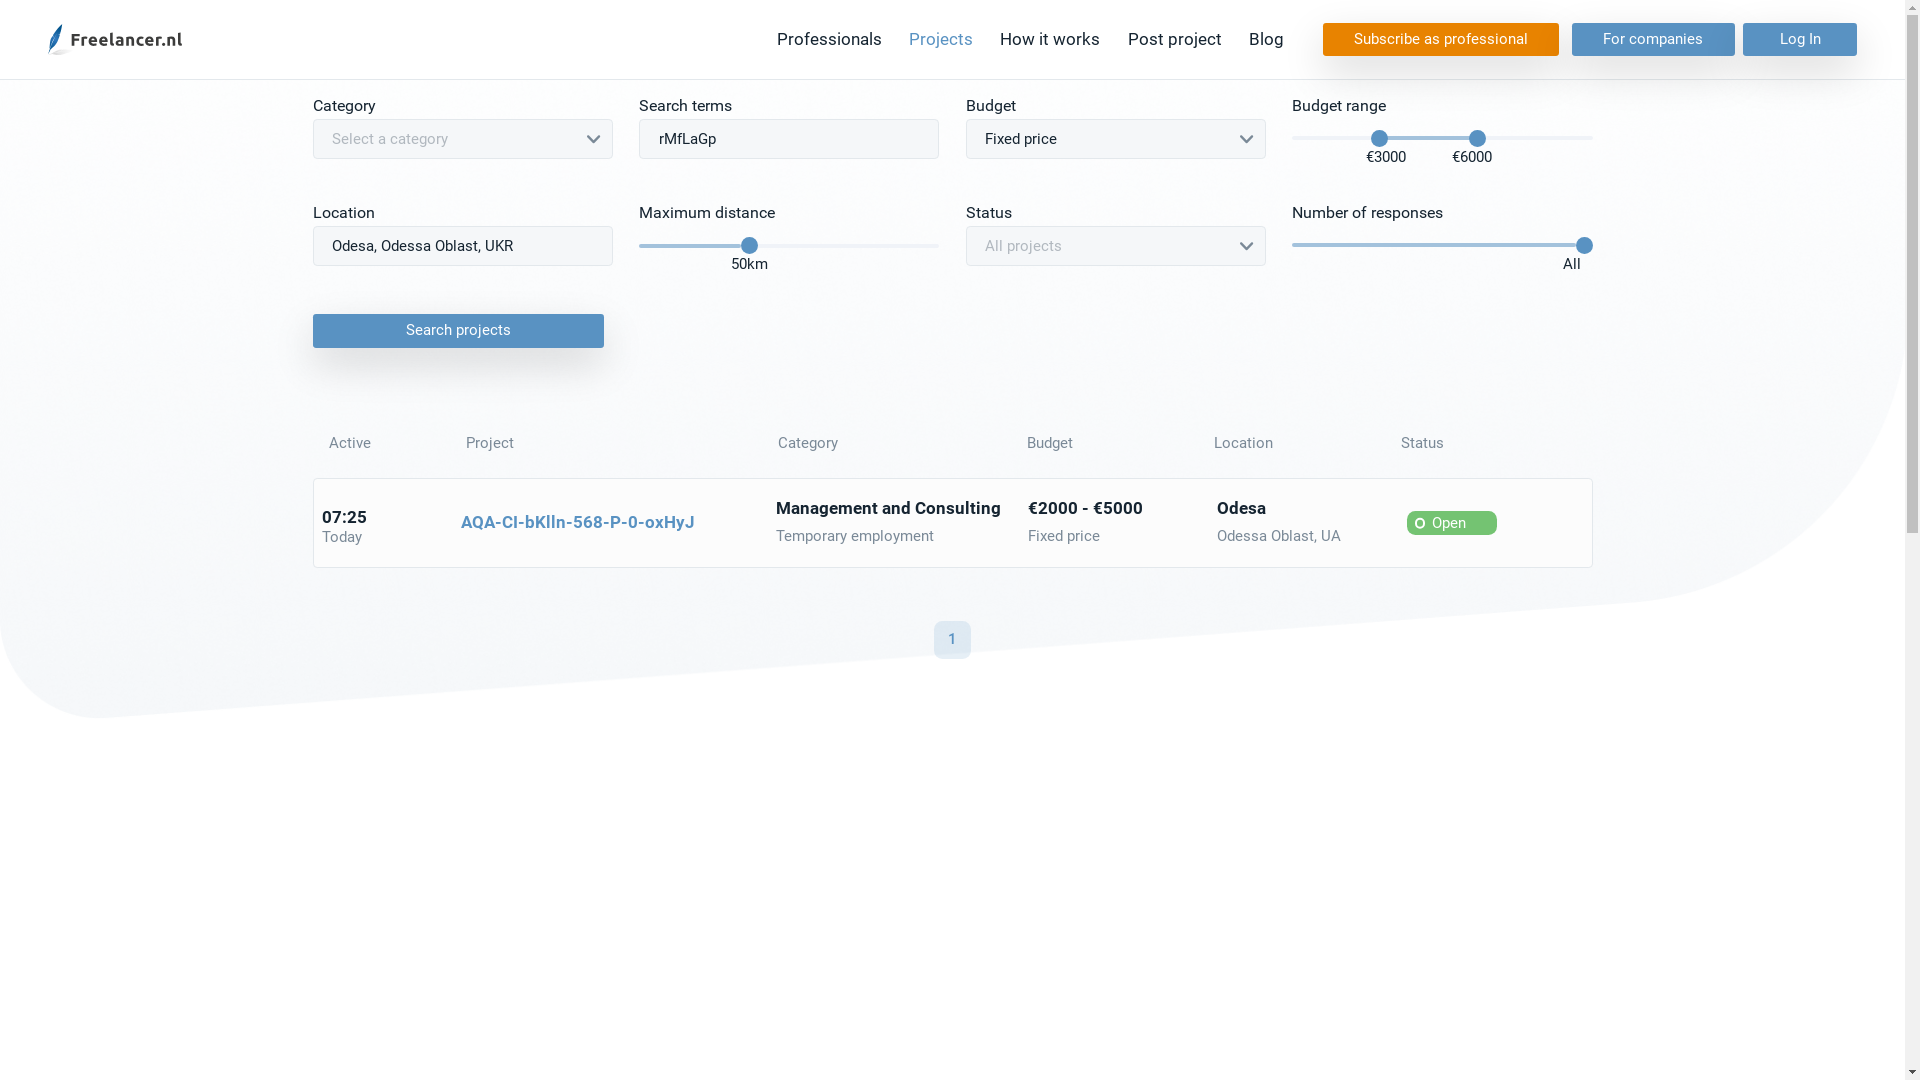 Freelancer.nl
Professionals Projects How it works Post project Blog Subscribe as professional For companies Log In
Category Search terms Budget Budget range
Select a category rMfLaGp Fixed price
€3000 €6000
Location Maximum distance Status Number of responses
Odesa, Odessa Oblast, UKR All projects
50km All
Search projects
Active Project Category Budget Location Status
07:25 AQA-CI-bKlln-568-P-0-oxHyJ Management and Consulting €2000 - €5000 Odesa Open
Today Temporary employment Fixed price Odessa Oblast, UA
1